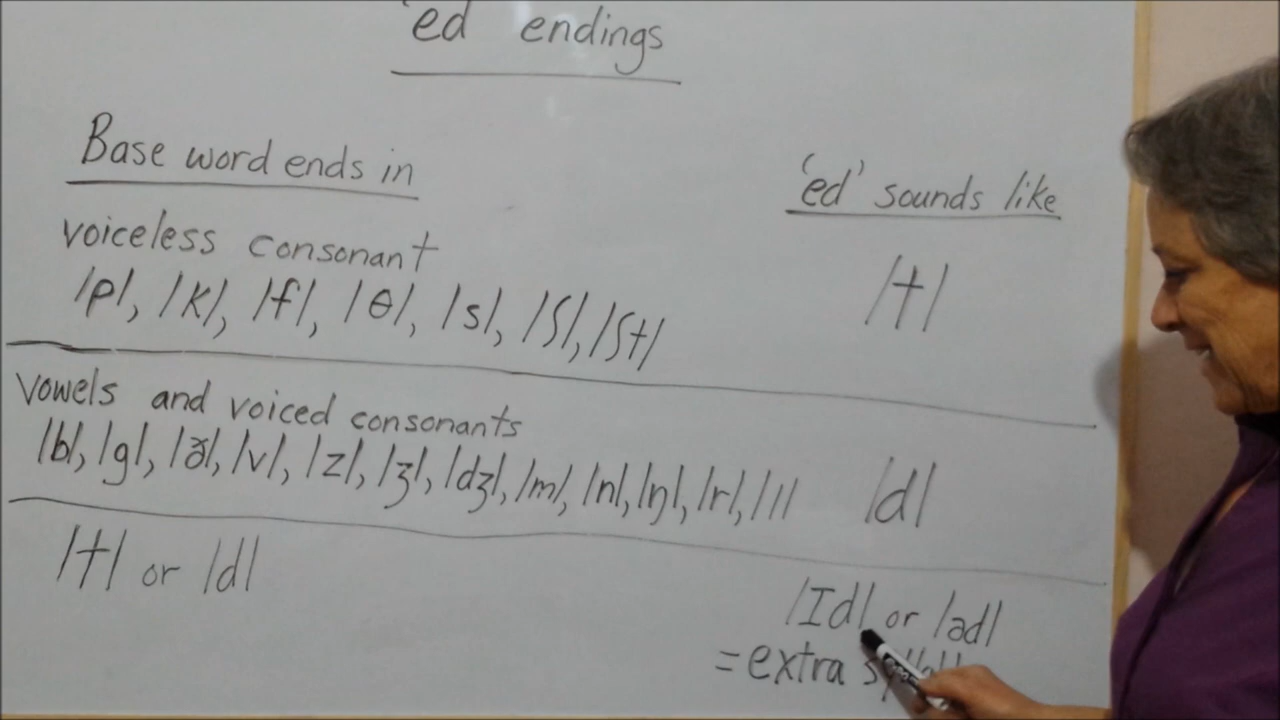 'ed endings
Base word ends in
'ed' sounds like
voiceless consonant
/p/, /k/, /f/, /θ/, /s/, /ʃ/, /ʃt/
/t/
vowels and voiced consonants
/b/, /g/, /ð/, /v/, /z/, /ʒ/, /dʒ/, /m/, /n/, /ŋ/, /r/, /l/
/d/
/t/ or /d/
/Id/ or /əd/
= extra